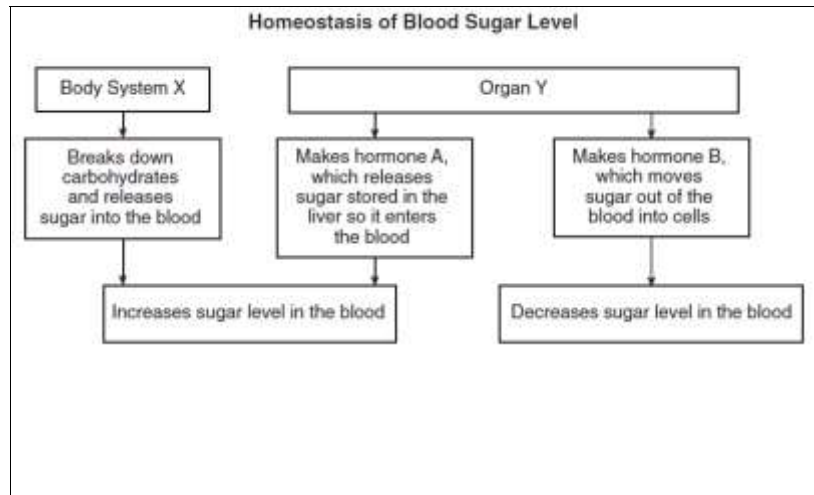 Homeostasis of Blood Sugar Level
Body System X
Organ Y
Breaks down
carbohydrates
and releases
sugar into the blood
Makes hormone A,
which releases
sugar stored in the
liver so it enters
the blood
Makes hormone B,
which moves
sugar out of the
blood into cells
Increases sugar level in the blood
Decreases sugar level in the blood